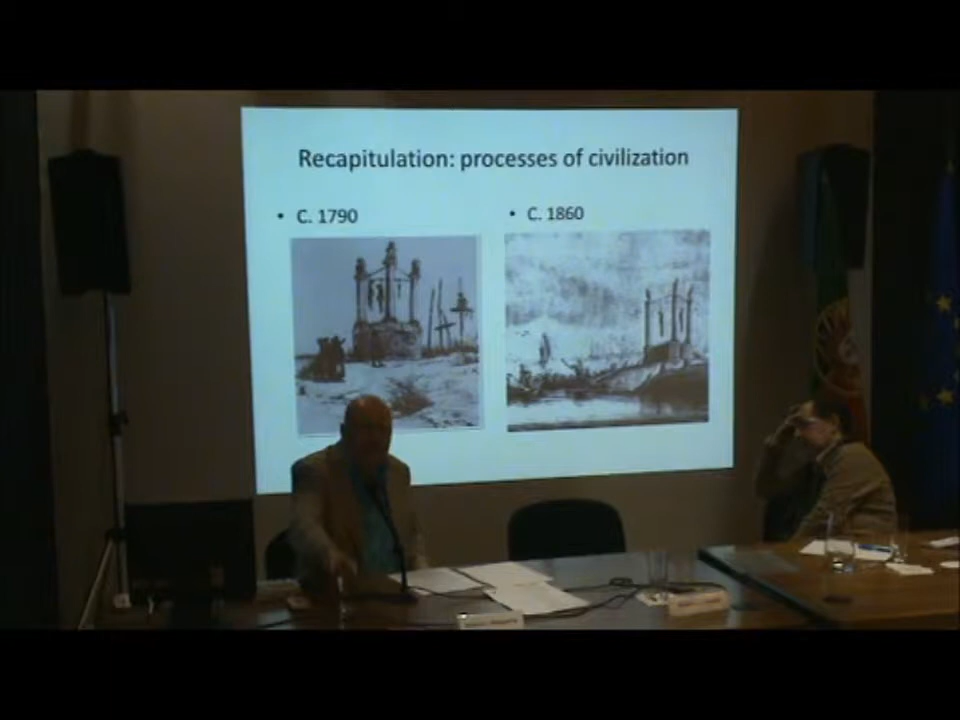 Recapitulation: processes of civilization
• C. 1790
• C. 1860